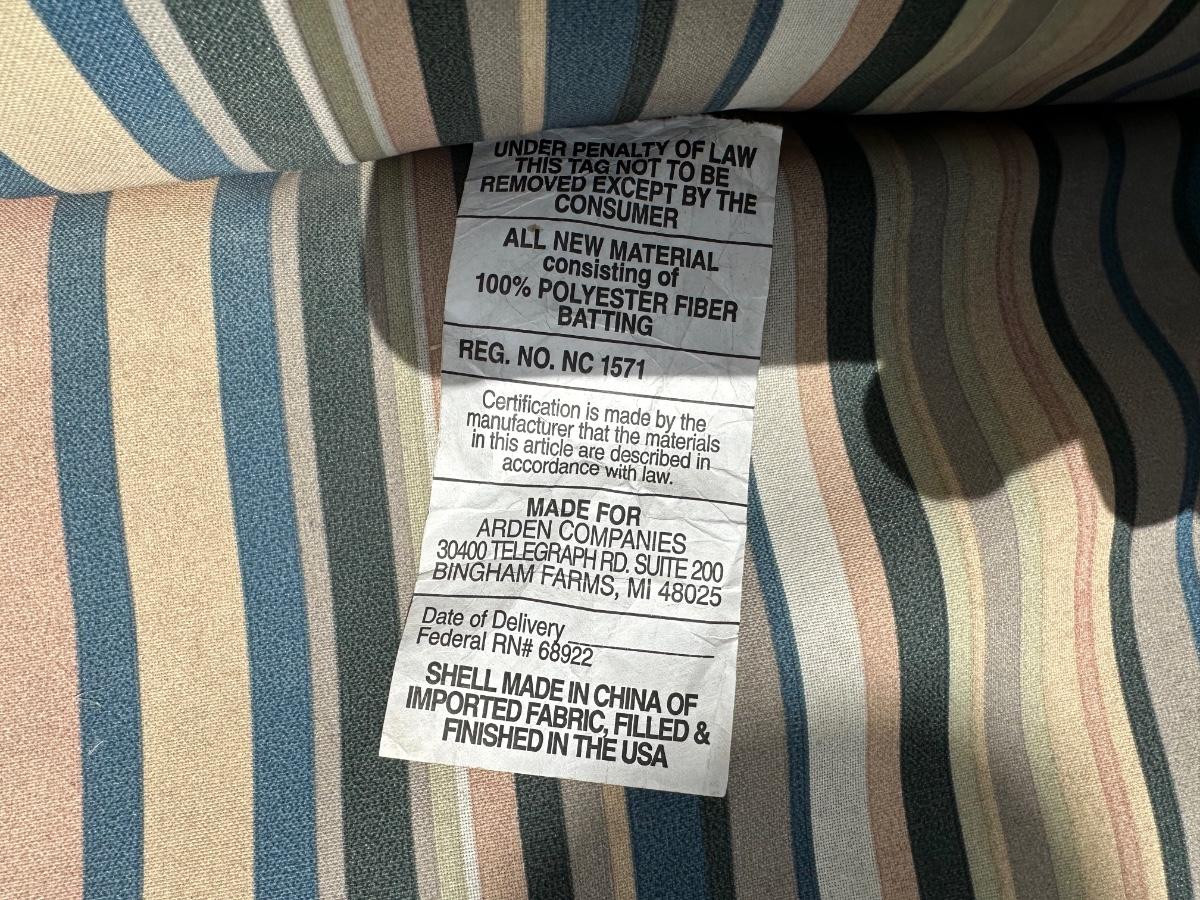 UNDER PENALTY OF LAW
THIS TAG NOT TO BE
REMOVED EXCEPT BY THE
CONSUMER
ALL NEW MATERIAL
consisting of
100% POLYESTER FIBER
BATTING
REG. NO. NC 1571
Certification is made by the
manufacturer that the materials
in this article are described in
accordance with law.
MADE FOR
ARDEN COMPANIES
30400 TELEGRAPH RD. SUITE 200
BINGHAM FARMS, Mi 48025
Date of Delivery
Federal RN# 68922
SHELL MADE IN CHINA OF
IMPORTED FABRIC, FILLED &
FINISHED IN THE USA